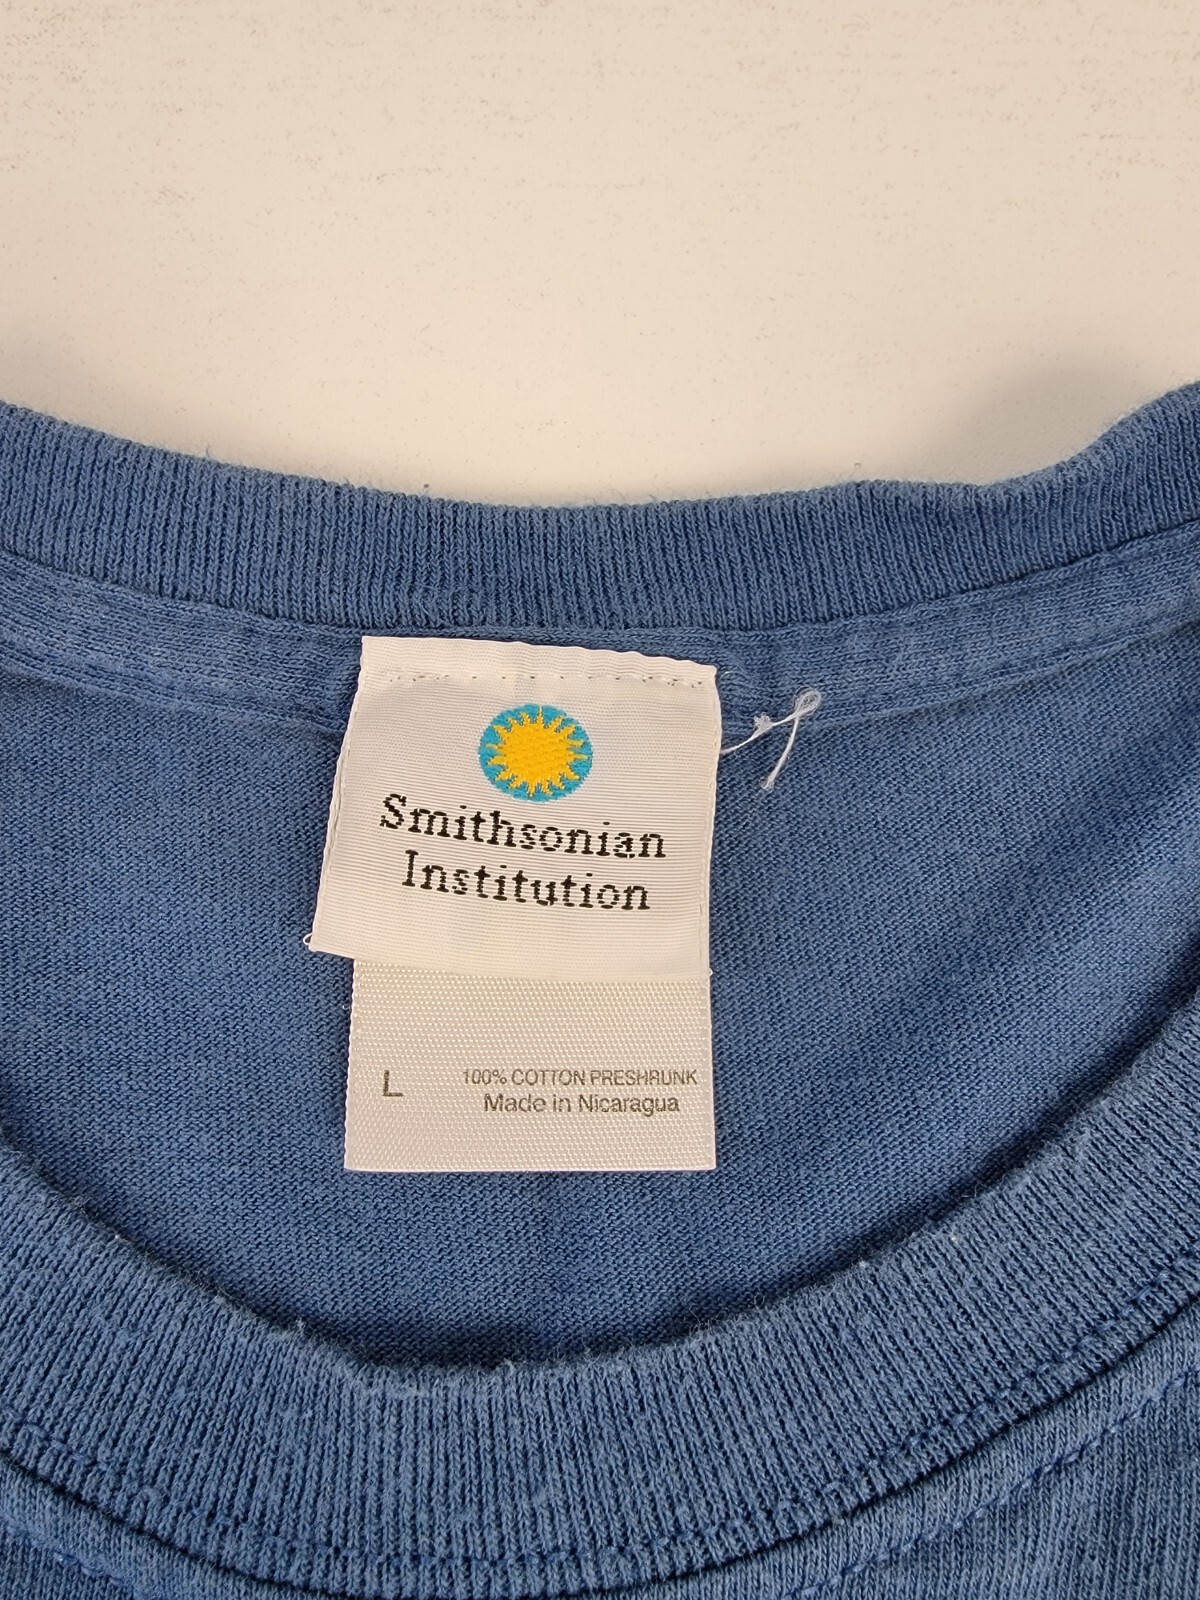 Smithsonian
Institution
L 100% COTTON PRESHRUNK
Made in Nicaragua